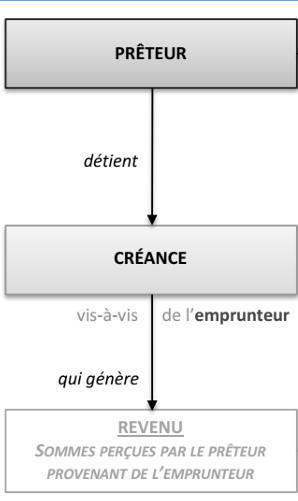 PRÊTEUR
détient
CRÉANCE
vis-à-vis de l'emprunteur
qui génère
REVENU
SOMMES PERÇUES PAR LE PRÊTEUR
PROVENANT DE L'EMPRUNTEUR